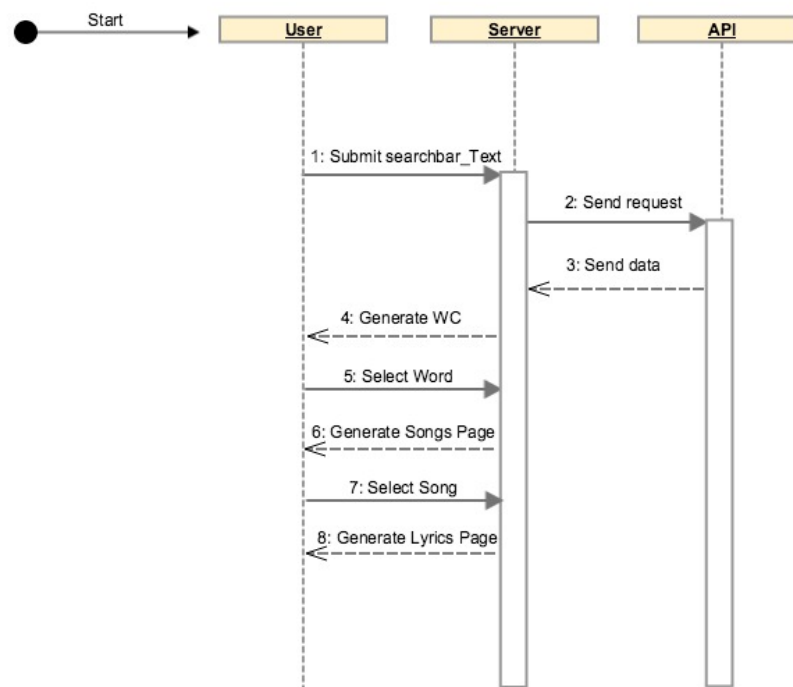 Start
User
Server
API
1: Submit searchbar_Text
2: Send request
3: Send data
4: Generate WC
5: Select Word
6: Generate Songs Page
7: Select Song
8: Generate Lyrics Page